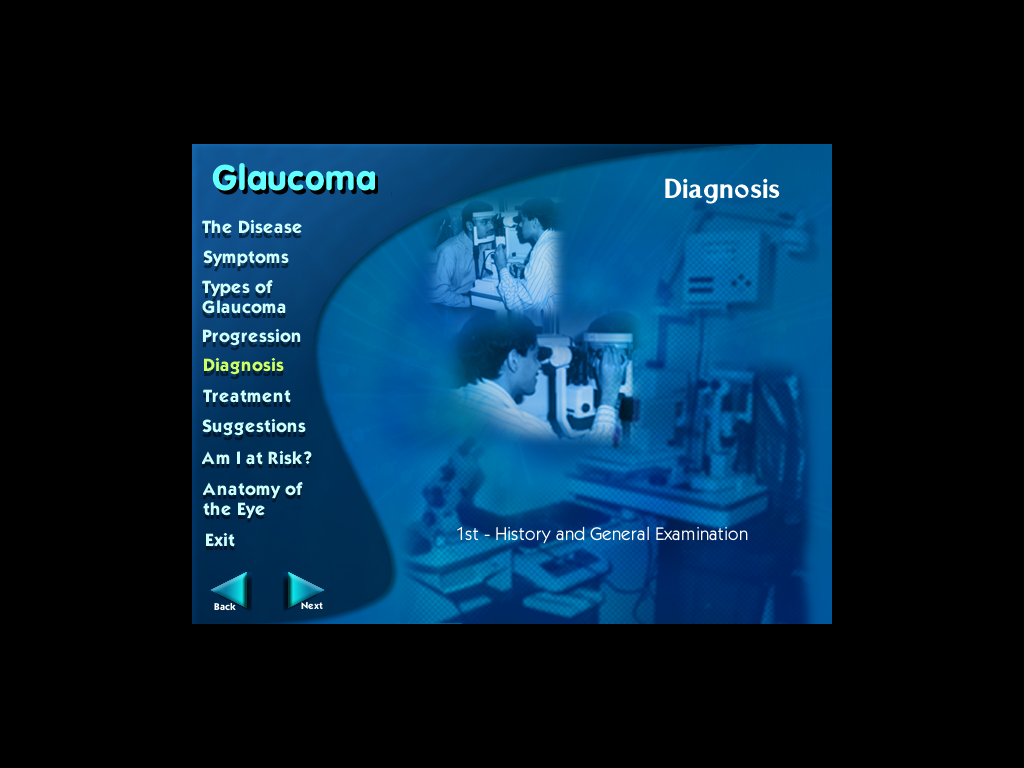 Glaucoma
Diagnosis
The Disease
Symptoms
Types of
Glaucoma
Progression
Diagnosis
Treatment
Suggestions
Am I at Risk?
Anatomy of
the Eye
Exit
1st - History and General Examination
Back
Next